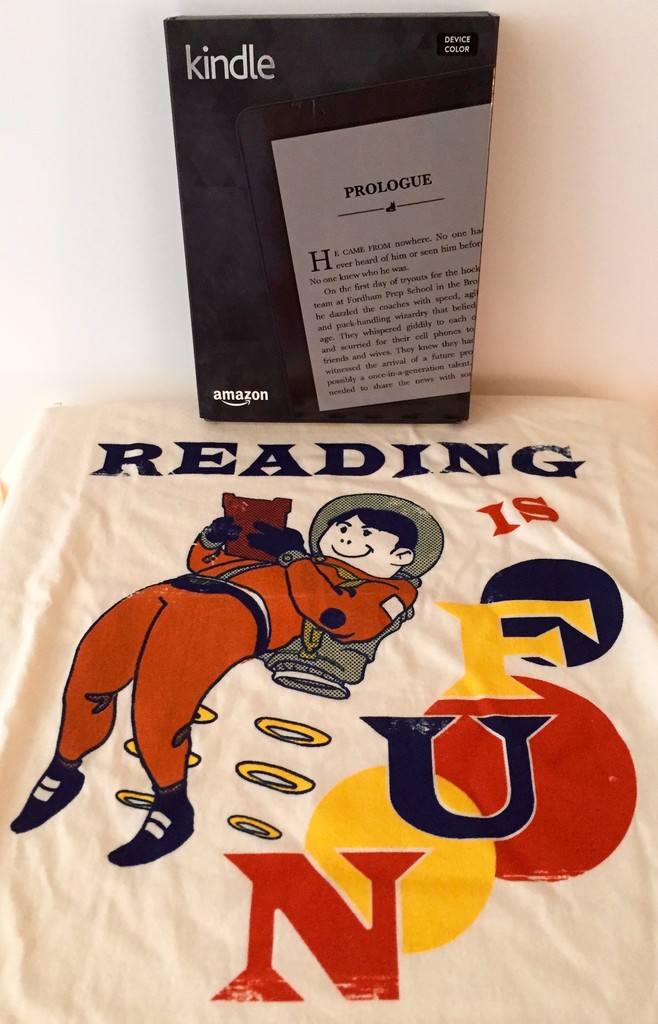 kindle
DEVICE
COLOR
PROLOGUE
HE CAME FROM nowhere. No one ha
ever heard of him or seen him befor
No one knew who he was.
On the first day of tryouts for the hock
team at Fordham Prep School in the Bro
he dazzled the coaches with speed, agi
and puck-handling wizardry that belied
age. They whispered giddily to each o
and scurried for their cell phones to
friends and wives. They knew they had
witnessed the arrival of a future pro
possibly a once-in-a-generation talent.
needed to share the news with so
amazon
READING
IS
F
U
N